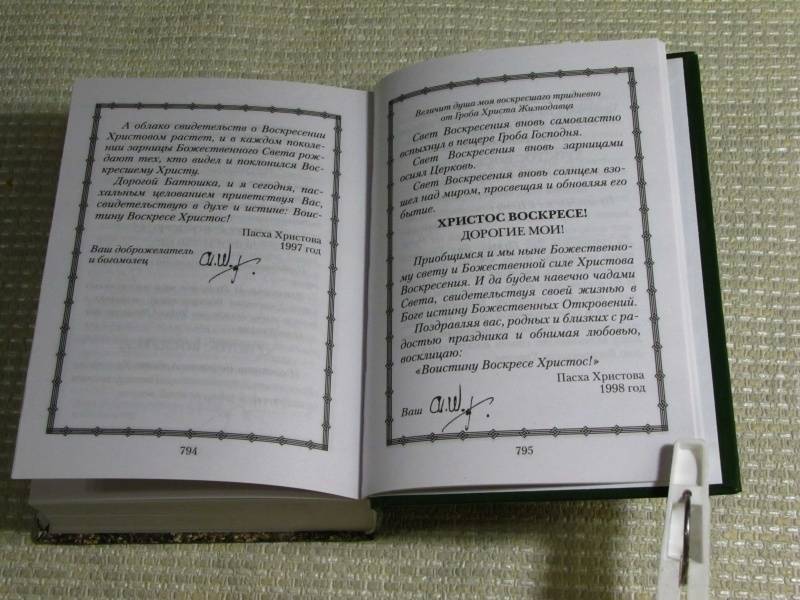 А облако свидетельств о Воскресении
Христовом растет, и в каждом поколе-
нии зарницы Божественного Света рож-
дают тех, кто видел и поклонился Вос-
кресшему Христу.
Дорогой Батюшка, и я сегодня, пас-
хальным целованием приветствуя Вас,
свидетельствую в духе и истине: Воис-
тину Воскресе Христос!
Пасха Христова
1997 год
Ваш доброжелатель
и богомолец
794
Величит душа моя воскресшаго тридневно
от Гроба Христа Жизнодавца
Свет Воскресения вновь самовластно
вспыхнул в пещере Гроба Господня.
Свет Воскресения вновь зарницами
осиял Церковь.
Свет Воскресения вновь солнцем взо-
шел над миром, просвещая и обновляя его
бытие.
ХРИСТОС ВОСКРЕСЕ!
ДОРОГИЕ МОИ!
Приобщимся и мы ныне Божественно-
му свету и Божественной силе Христова
Воскресения. И да будем навечно чадами
Света, свидетельствуя своей жизнью в
Боге истину Божественных Откровений.
Поздравляя вас, родных и близких с ра-
достью праздника и обнимая любовью,
восклицаю:
«Воистину Воскресе Христос!»
Пасха Христова
1998 год
Ваш
795